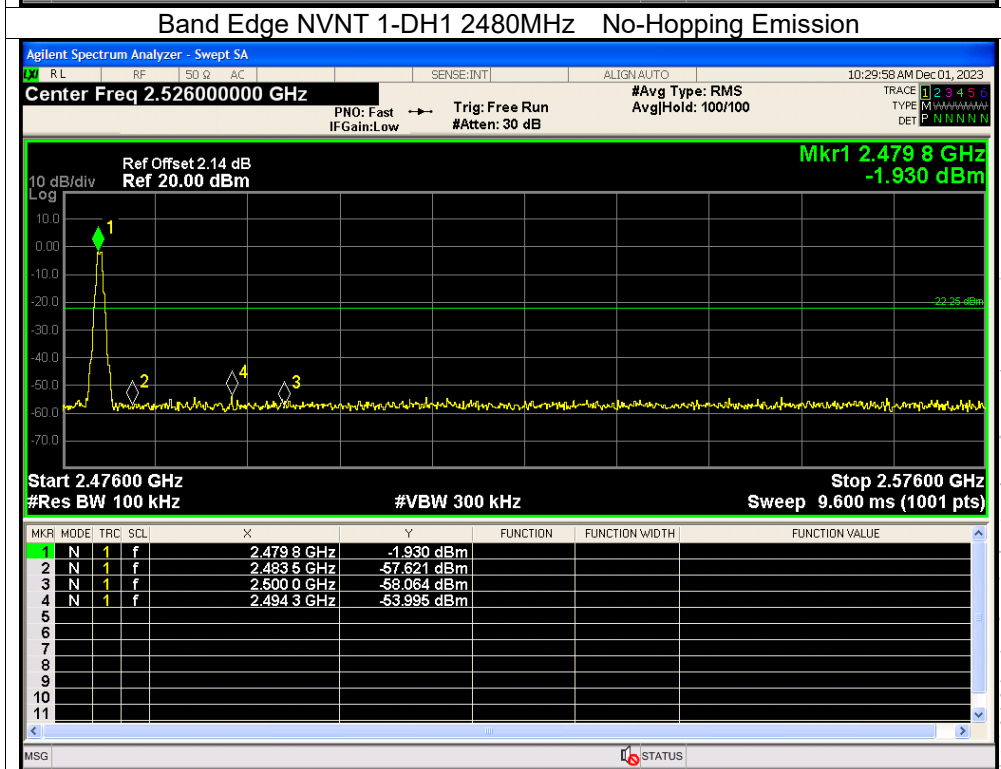 Band Edge NVNT 1-DH1 2480MHz No-Hopping Emission
Agilent Spectrum Analyzer - Swept SA
LXI RL RF 50 Ω AC SENSE:INT ALIGN AUTO 10:29:58 AM Dec 01, 2023
Center Freq 2.526000000 GHz
PNO: Fast
IFGain:Low
Trig: Free Run
#Atten: 30 dB
#Avg Type: RMS
Avg|Hold: 100/100
TRACE 1 2 3 4 5 6
TYPE M
DET P N N N N N
Mkr1 2.479 8 GHz
-1.930 dBm
Ref Offset 2.14 dB
10 dB/div Ref 20.00 dBm
Log
10.0
0.00
-10.0
-20.0
-30.0
-40.0
-50.0
-60.0
-70.0
1
2
4
3
-22.25 dBm
Start 2.47600 GHz Stop 2.57600 GHz
#Res BW 100 kHz #VBW 300 kHz Sweep 9.600 ms (1001 pts)
MKR MODE TRC SCL X Y FUNCTION FUNCTION WIDTH FUNCTION VALUE
1 N 1 f 2.479 8 GHz -1.930 dBm
2 N 1 f 2.483 5 GHz -57.621 dBm
3 N 1 f 2.500 0 GHz -58.064 dBm
4 N 1 f 2.494 3 GHz -53.995 dBm
5
6
7
8
9
10
11
MSG STATUS